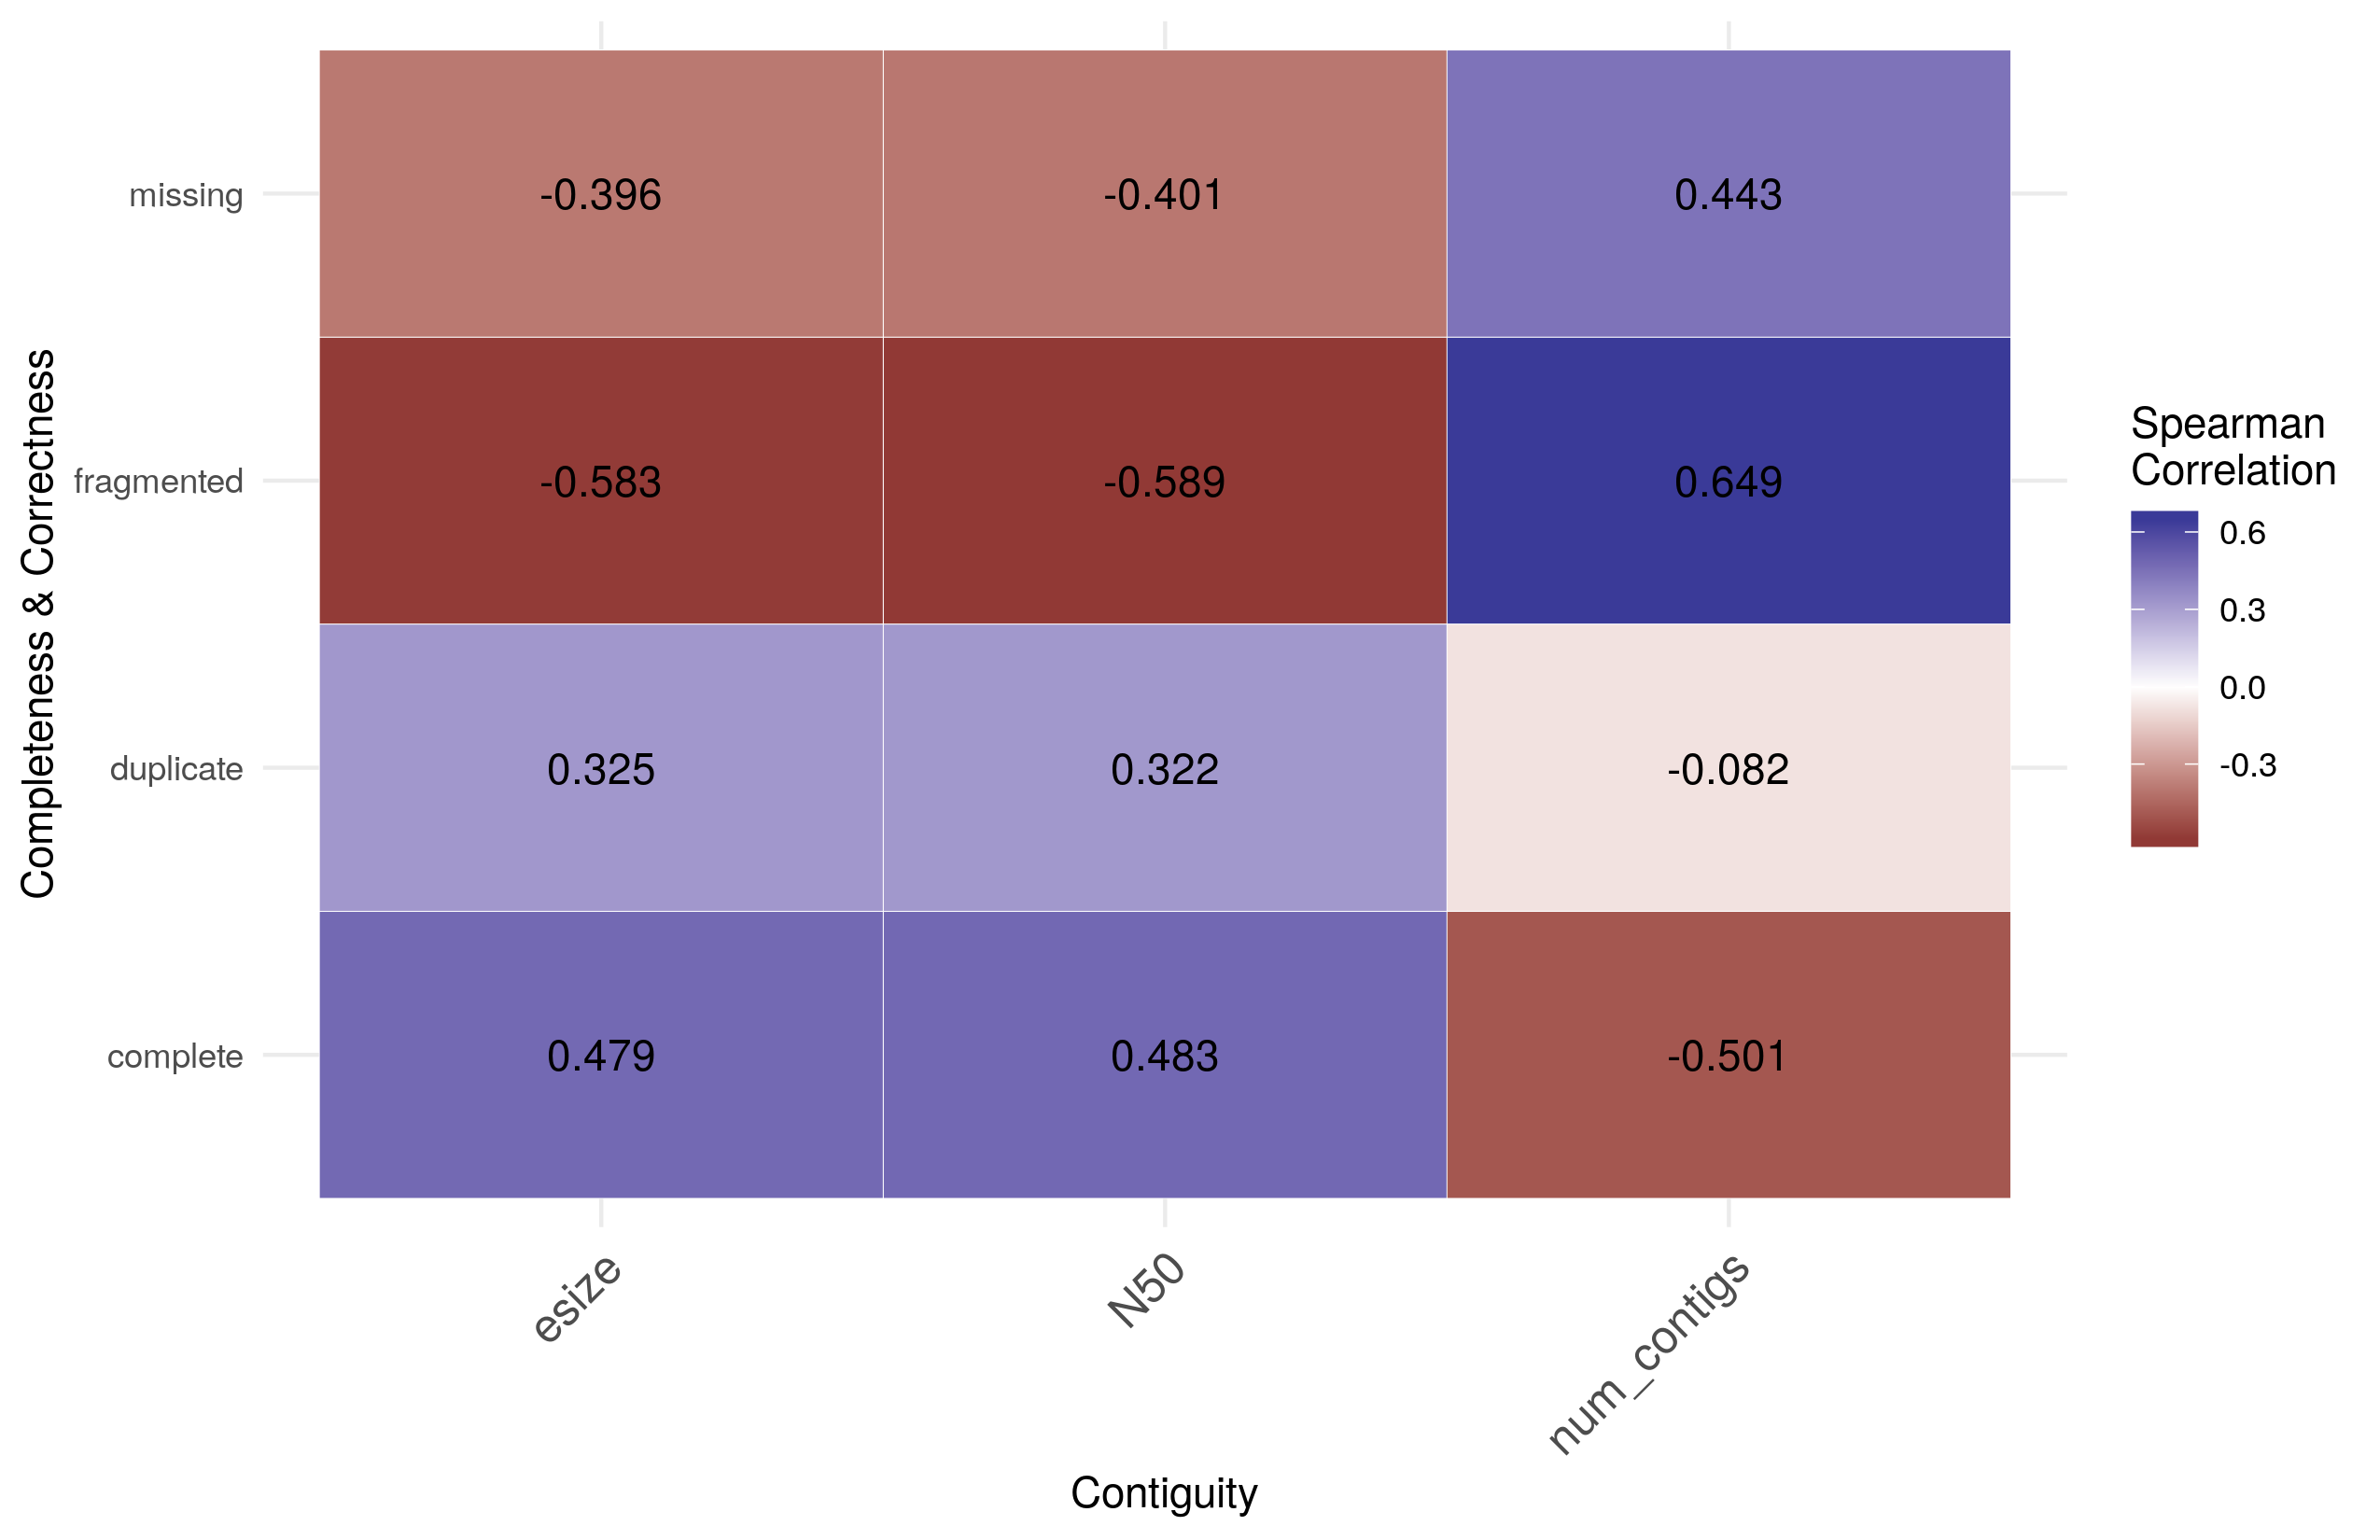 missing
-0.396
-0.401
0.443
fragmented
-0.583
-0.589
0.649
duplicate
0.325
0.322
-0.082
complete
0.479
0.483
-0.501
Completeness & Correctness
esize
N50
num_contigs
Contiguity
Spearman
Correlation
0.6
0.3
0.0
-0.3